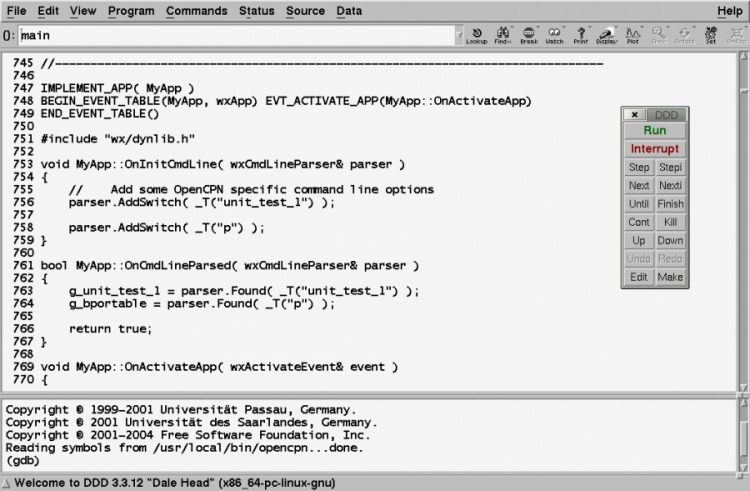 File Edit View Program Commands Status Source Data Help
(): main Lookup Find» Break Watch Print Display Plot Show Rotate Set
745 //------------------------------------------------------------------------------
746
747 IMPLEMENT_APP( MyApp )
748 BEGIN_EVENT_TABLE(MyApp, wxApp) EVT_ACTIVATE_APP(MyApp::OnActivateApp)
749 END_EVENT_TABLE()
750
751 #include "wx/dynlib.h"
752
753 void MyApp::OnInitCmdLine( wxCmdLineParser& parser )
754 {
755     //    Add some OpenCPN specific command line options
756     parser.AddSwitch( _T("unit_test_1") );
757
758     parser.AddSwitch( _T("p") );
759 }
760
761 bool MyApp::OnCmdLineParsed( wxCmdLineParser& parser )
762 {
763     g_unit_test_1 = parser.Found( _T("unit_test_1") );
764     g_bportable = parser.Found( _T("p") );
765
766     return true;
767 }
768
769 void MyApp::OnActivateApp( wxActivateEvent& event )
770 {
DDD
Run
Interrupt
Step Stepi
Next Nexti
Until Finish
Cont Kill
Up Down
Undo Redo
Edit Make
Copyright © 1999-2001 Universität Passau, Germany.
Copyright © 2001 Universität des Saarlandes, Germany.
Copyright © 2001-2004 Free Software Foundation, Inc.
Reading symbols from /usr/local/bin/opencpn...done.
(gdb)
Welcome to DDD 3.3.12 "Dale Head" (x86_64-pc-linux-gnu)